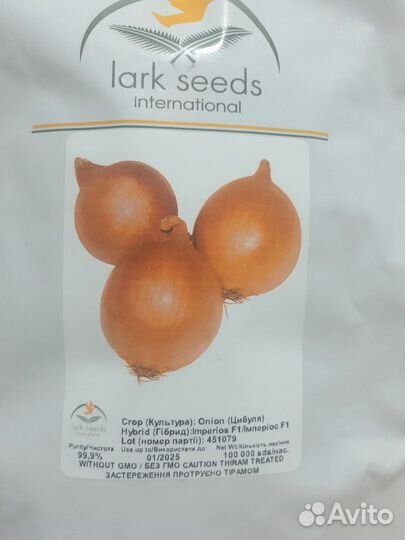 lark seeds
international
lark seeds
international
Crop (Культура): Onion (Цибуля)
Hybrid (Гібрид):Imperios F1/Імперіос F1
Lot (номер партії): 451079
Purity/Чистота Use up to/Використати до: Net Wt/Кількість насіння
99,9% 01/2025 100 000 sds/нас.
WITHOUT GMO / БЕЗ ГМО CAUTION THIRAM TREATED
ЗАСТЕРЕЖЕННЯ ПРОТРУЄНО ТІРАМОМ
Avito